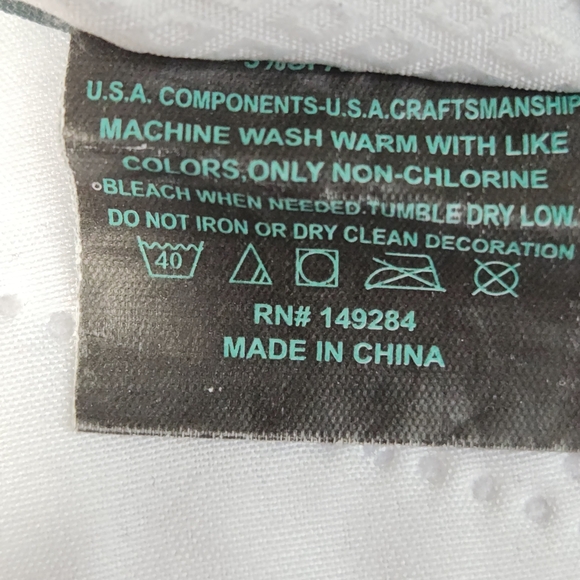 U.S.A. COMPONENTS-U.S.A.CRAFTSMANSHIP
MACHINE WASH WARM WITH LIKE
COLORS,ONLY NON-CHLORINE
BLEACH WHEN NEEDED.TUMBLE DRY LOW.
DO NOT IRON OR DRY CLEAN DECORATION
40
RN# 149284
MADE IN CHINA